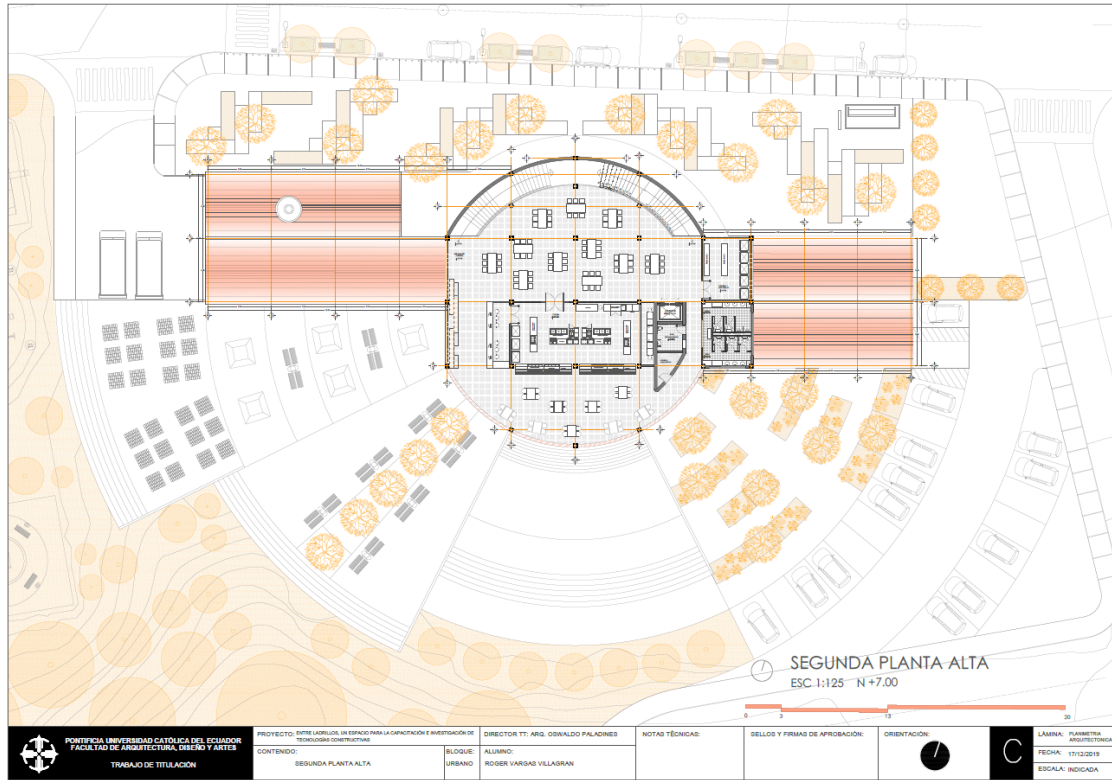 SEGUNDA PLANTA ALTA
ESC 1:125 N +7.00
0 3 13 30
PONTIFICIA UNIVERSIDAD CATÓLICA DEL ECUADOR
FACULTAD DE ARQUITECTURA, DISEÑO Y ARTES
TRABAJO DE TITULACIÓN
PROYECTO: ENTRE LADRILLOS, UN ESPACIO PARA LA CAPACITACIÓN E INVESTIGACIÓN DE
TECNOLOGÍAS CONSTRUCTIVAS
CONTENIDO:
SEGUNDA PLANTA ALTA
BLOQUE:
URBANO
DIRECTOR TT: ARQ. OSWALDO PALADINES
ALUMNO:
ROGER VARGAS VILLAGRAN
NOTAS TÉCNICAS:
SELLOS Y FIRMAS DE APROBACIÓN:
ORIENTACIÓN:
C
LÁMINA: PLANIMETRIA
ARQUITECTONICA
FECHA: 17/12/2019
ESCALA: INDICADA